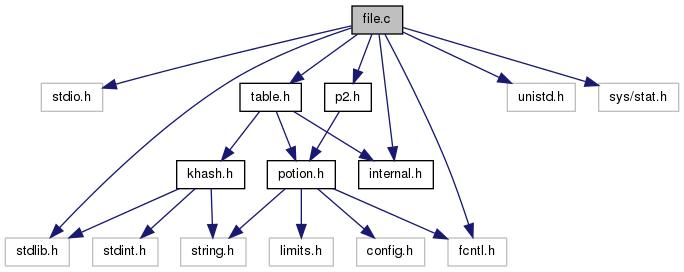 file.c
stdio.h
table.h
p2.h
unistd.h
sys/stat.h
khash.h
potion.h
internal.h
stdlib.h
stdint.h
string.h
limits.h
config.h
fcntl.h